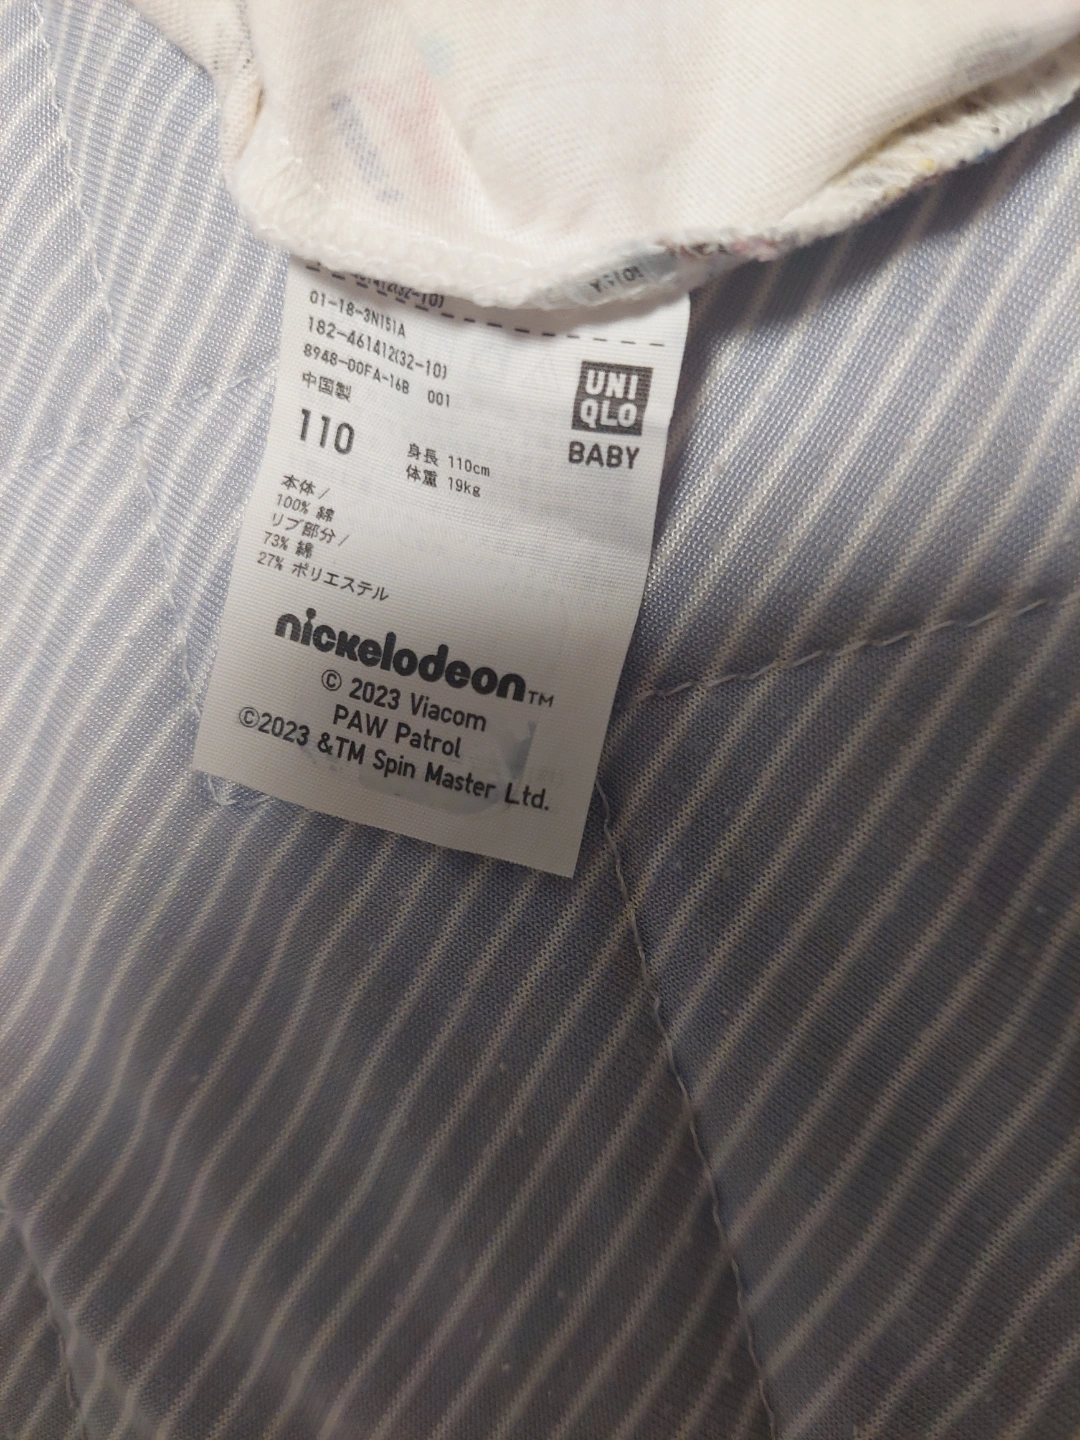 01-18-3N151A
182-461412(32-10)
8948-00FA-16B 001
中国製
110
身長 110cm
体重 19kg
UNI
QLO
BABY
本体/
100% 綿
リブ部分/
73% 綿
27% ポリエステル
nickelodeon™
© 2023 Viacom
PAW Patrol
©2023 &TM Spin Master Ltd.